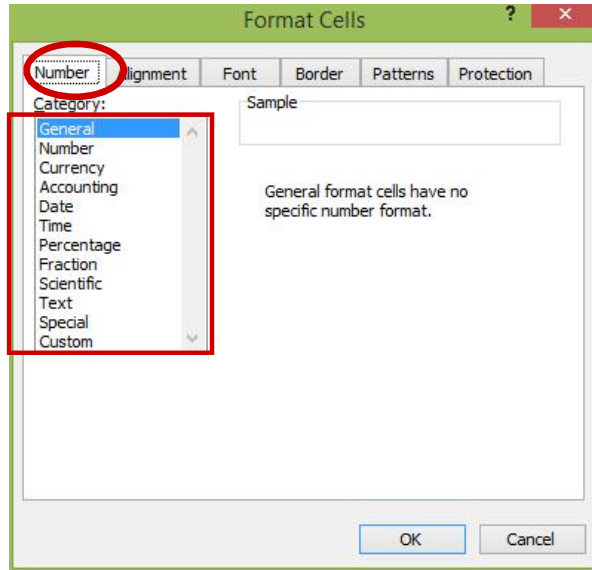 Format Cells ? ×
Number Alignment Font Border Patterns Protection
Category:
Sample
General
Number
Currency
Accounting
Date
Time
Percentage
Fraction
Scientific
Text
Special
Custom
General format cells have no
specific number format.
OK Cancel